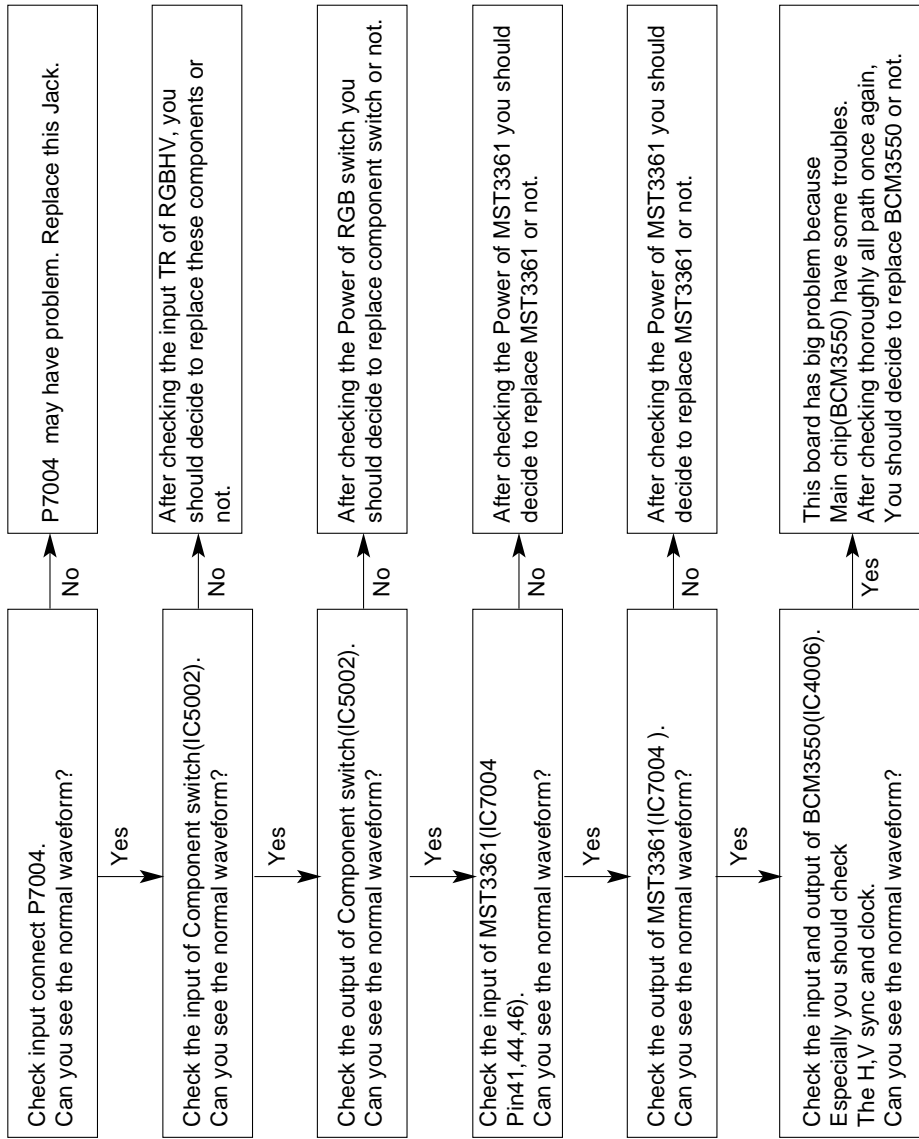 Check input connect P7004.
Can you see the normal waveform?
No
P7004 may have problem. Replace this Jack.
Yes
Check the input of Component switch(IC5002).
Can you see the normal waveform?
No
After checking the input TR of RGBHV, you
should decide to replace these components or
not.
Yes
Check the output of Component switch(IC5002).
Can you see the normal waveform?
No
After checking the Power of RGB switch you
should decide to replace component switch or not.
Yes
Check the input of MST3361(IC7004
Pin41,44,46).
Can you see the normal waveform?
No
After checking the Power of MST3361 you should
decide to replace MST3361 or not.
Yes
Check the output of MST3361(IC7004 ).
Can you see the normal waveform?
No
After checking the Power of MST3361 you should
decide to replace MST3361 or not.
Yes
Check the input and output of BCM3550(IC4006).
Especially you should check
The H,V sync and clock.
Can you see the normal waveform?
Yes
This board has big problem because
Main chip(BCM3550) have some troubles.
After checking thoroughly all path once again,
You should decide to replace BCM3550 or not.